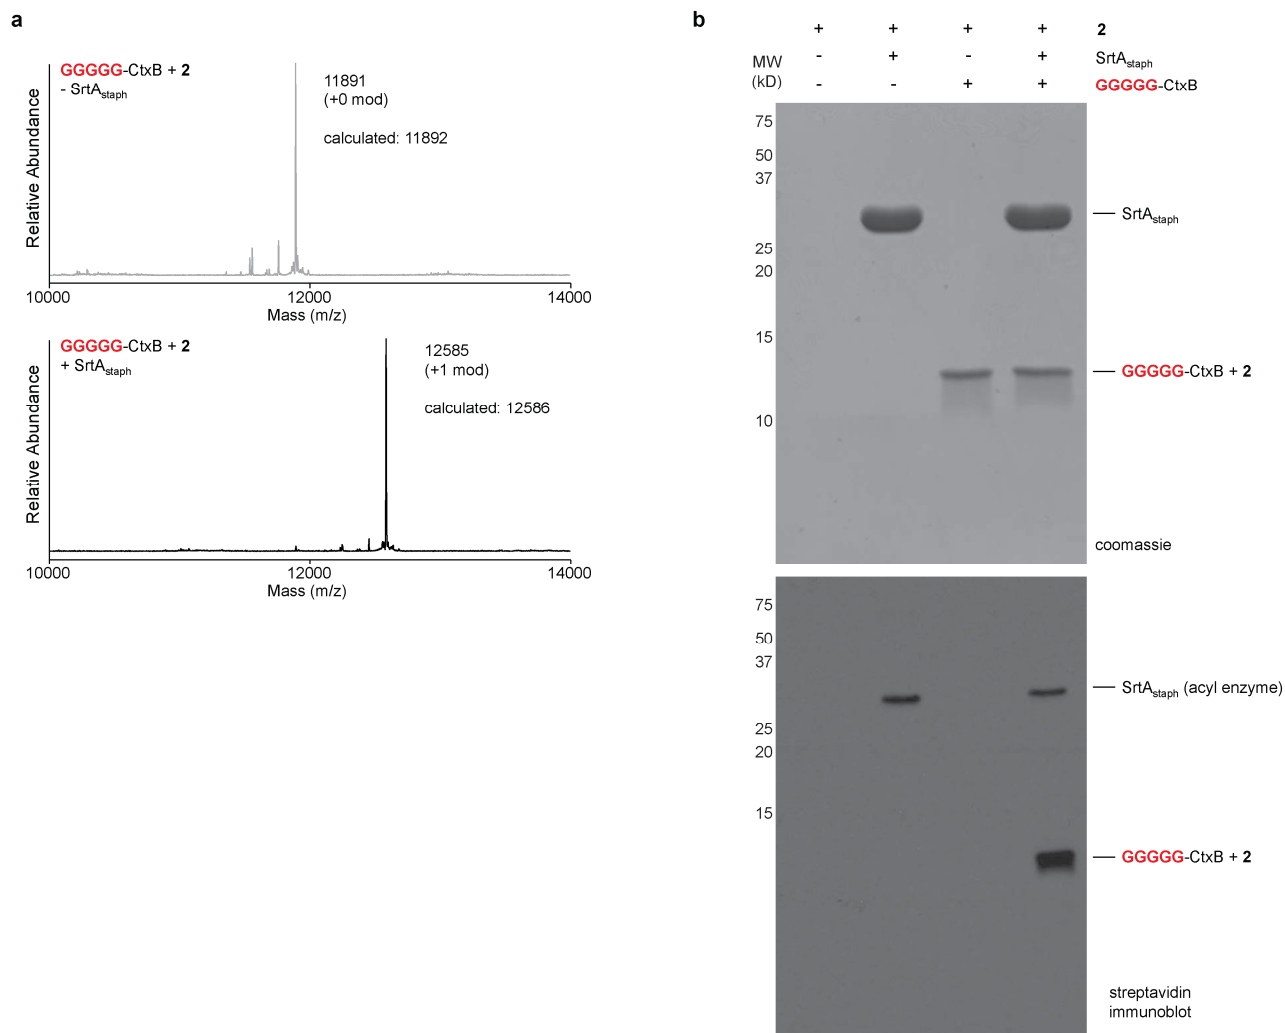 a
GGGGG-CtxB + 2
- SrtAstaph
11891
(+0 mod)
calculated: 11892
Relative Abundance
10000 12000 14000
Mass (m/z)
GGGGG-CtxB + 2
+ SrtAstaph
12585
(+1 mod)
calculated: 12586
Relative Abundance
10000 12000 14000
Mass (m/z)
b
+ + + + 2
- + - + SrtAstaph
- - + + GGGGG-CtxB
MW
(kD)
75
50
37
SrtAstaph
25
20
15
GGGGG-CtxB + 2
10
coomassie
75
50
37
SrtAstaph (acyl enzyme)
25
20
15
GGGGG-CtxB + 2
streptavidin
immunoblot